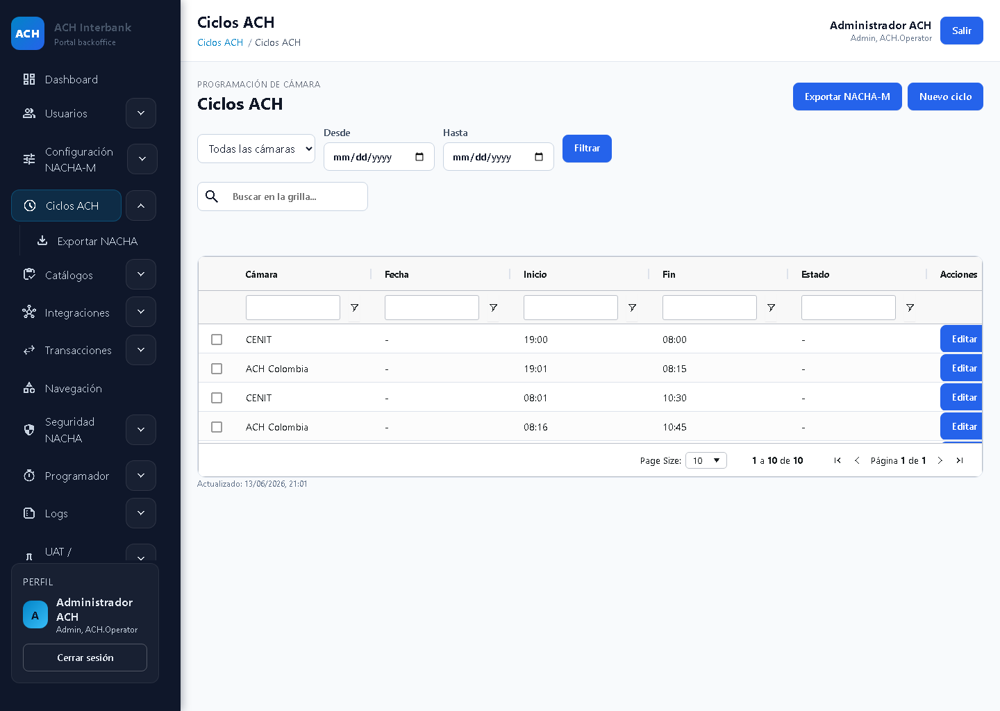 ACH
ACH Interbank
Portal backoffice
Dashboard
Usuarios
Configuración
NACHA-M
Ciclos ACH
Exportar NACHA
Catálogos
Integraciones
Transacciones
Navegación
Seguridad
NACHA
Programador
Logs
UAT /
PERFIL
A
Administrador
ACH
Admin, ACH.Operator
Cerrar sesión
Ciclos ACH
Ciclos ACH / Ciclos ACH
Administrador ACH
Admin, ACH.Operator
Salir
PROGRAMACIÓN DE CÁMARA
Ciclos ACH
Exportar NACHA-M
Nuevo ciclo
Todas las cámaras
Desde
mm/dd/yyyy
Hasta
mm/dd/yyyy
Filtrar
Buscar en la grilla...
Cámara Fecha Inicio Fin Estado Acciones
CENIT - 19:00 08:00 - Editar
ACH Colombia - 19:01 08:15 - Editar
CENIT - 08:01 10:30 - Editar
ACH Colombia - 08:16 10:45 - Editar
Page Size: 10 1 a 10 de 10 Página 1 de 1
Actualizado: 13/06/2026, 21:01